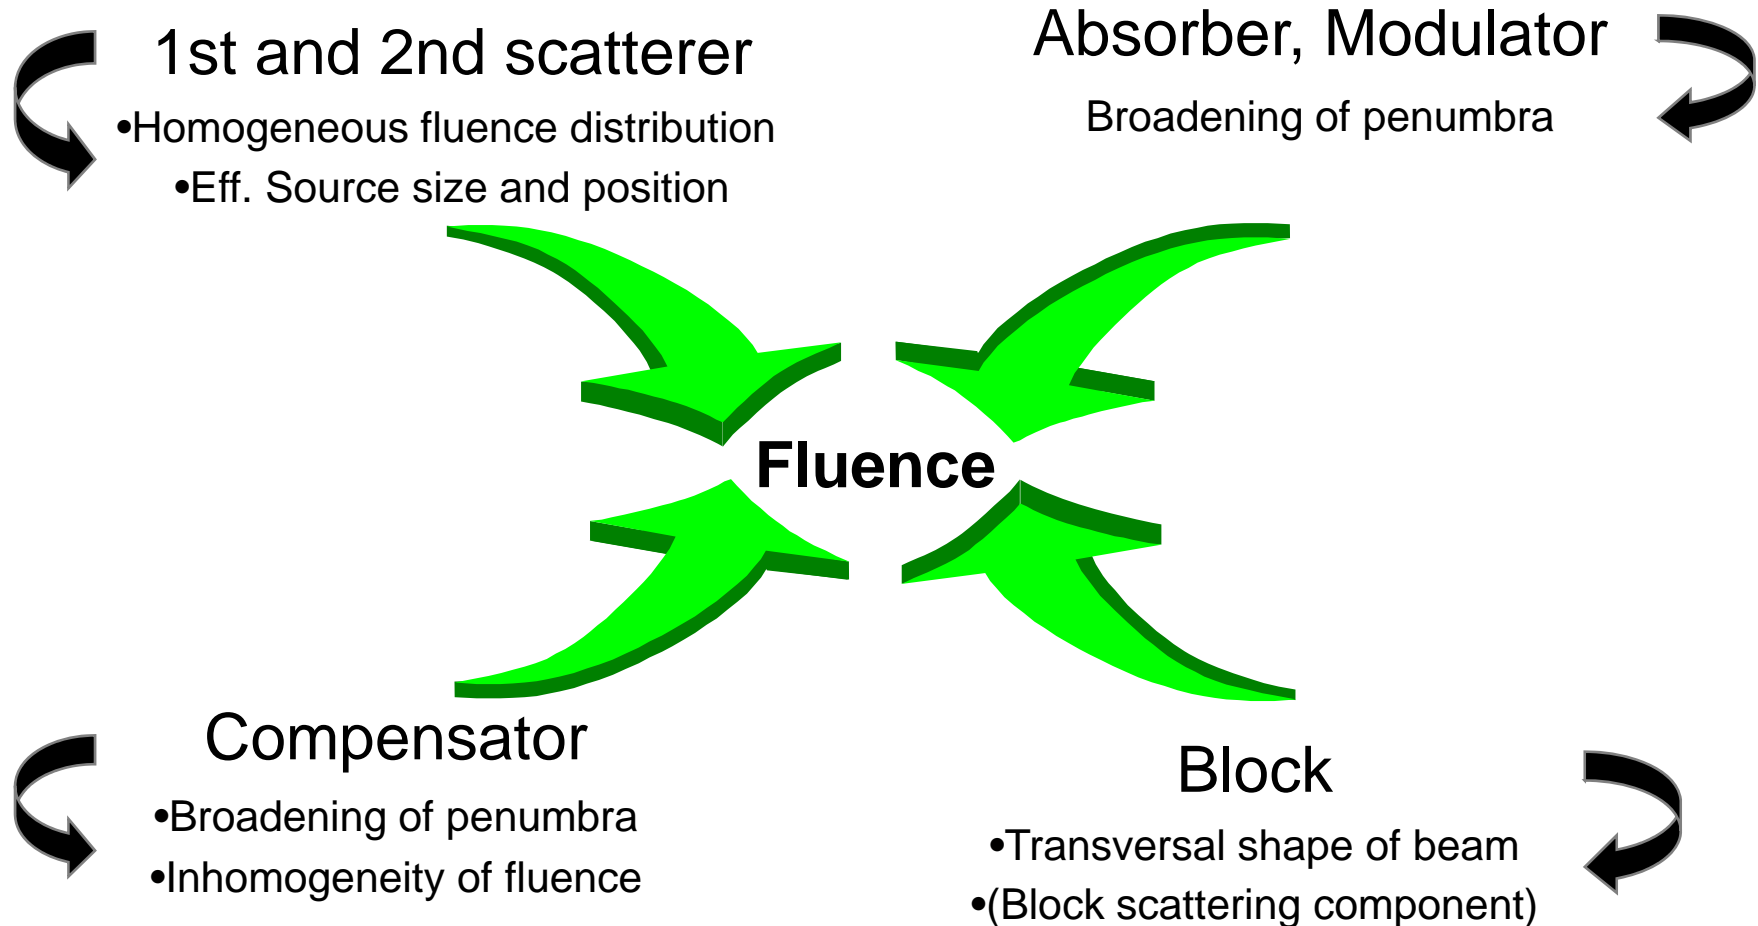 1st and 2nd scatterer
•Homogeneous fluence distribution
•Eff. Source size and position
Absorber, Modulator
Broadening of penumbra
Fluence
Compensator
•Broadening of penumbra
•Inhomogeneity of fluence
Block
•Transversal shape of beam
•(Block scattering component)